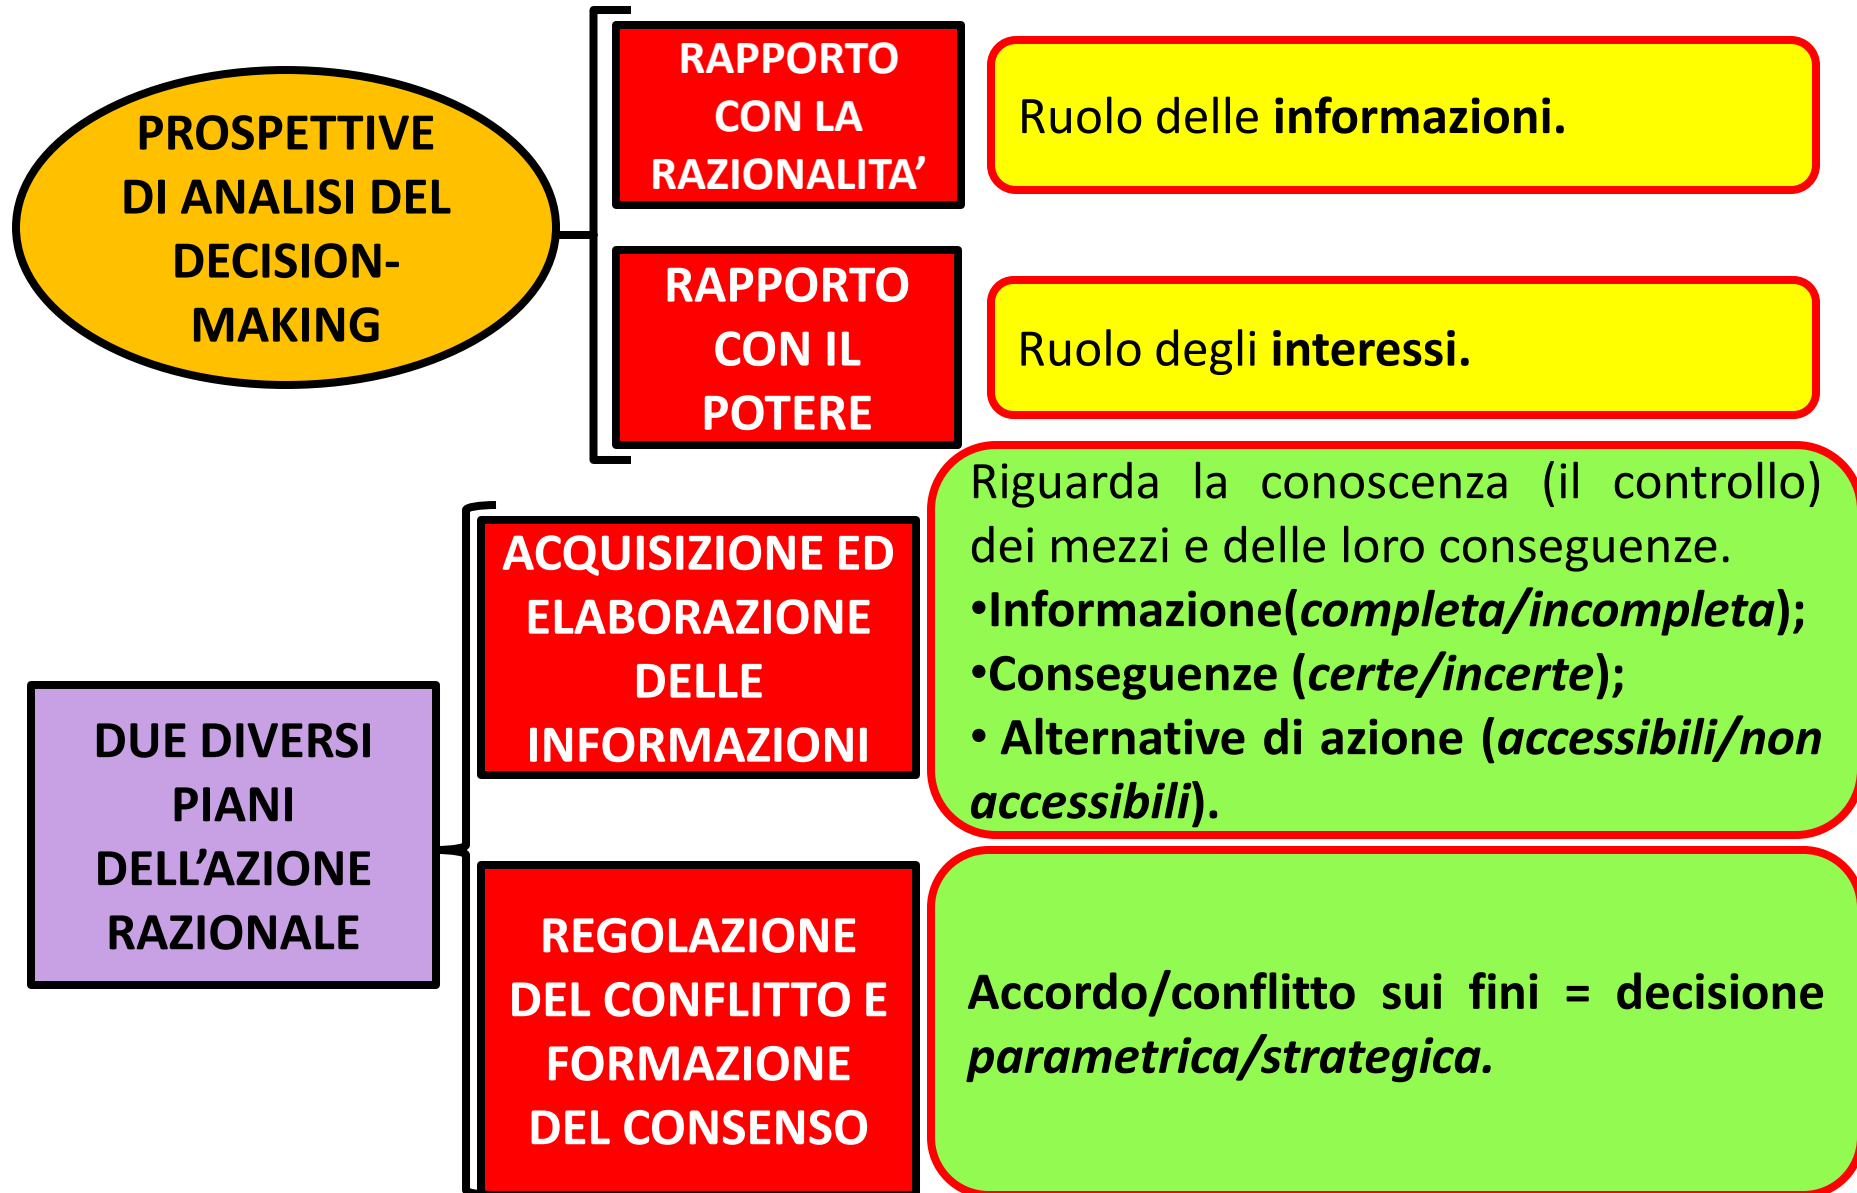 PROSPETTIVE
DI ANALISI DEL
DECISION-
MAKING
RAPPORTO
CON LA
RAZIONALITA’
Ruolo delle informazioni.
RAPPORTO
CON IL
POTERE
Ruolo degli interessi.
DUE DIVERSI
PIANI
DELL’AZIONE
RAZIONALE
ACQUISIZIONE ED
ELABORAZIONE
DELLE
INFORMAZIONI
Riguarda la conoscenza (il controllo)
dei mezzi e delle loro conseguenze.
•Informazione(completa/incompleta);
•Conseguenze (certe/incerte);
• Alternative di azione (accessibili/non
accessibili).
REGOLAZIONE
DEL CONFLITTO E
FORMAZIONE
DEL CONSENSO
Accordo/conflitto sui fini = decisione
parametrica/strategica.